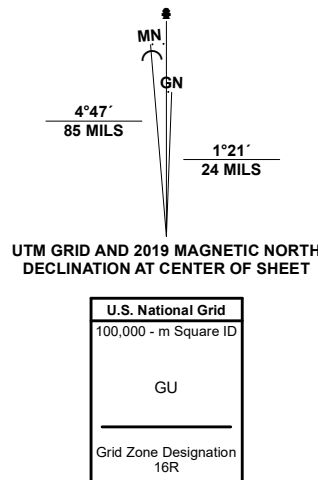 MN
GN
4°47´
85 MILS
1°21´
24 MILS
UTM GRID AND 2019 MAGNETIC NORTH
DECLINATION AT CENTER OF SHEET
U.S. National Grid
100,000 - m Square ID
GU
Grid Zone Designation
16R